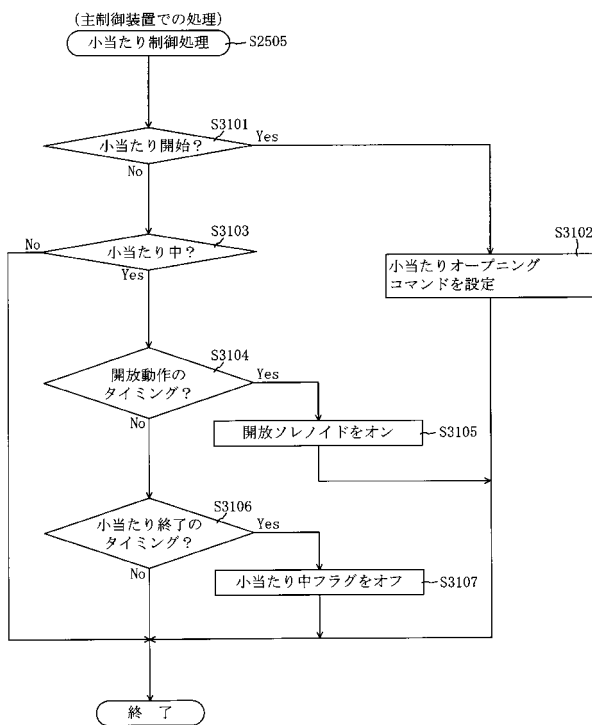 (主制御装置での処理)
小当たり制御処理
S2505
S3101
小当たり開始?
Yes
No
S3103
No
小当たり中?
Yes
S3102
小当たりオープニング
コマンドを設定
S3104
開放動作の
タイミング?
Yes
No
開放ソレノイドをオン
S3105
S3106
小当たり終了の
タイミング?
Yes
No
小当たり中フラグをオフ
S3107
終 了